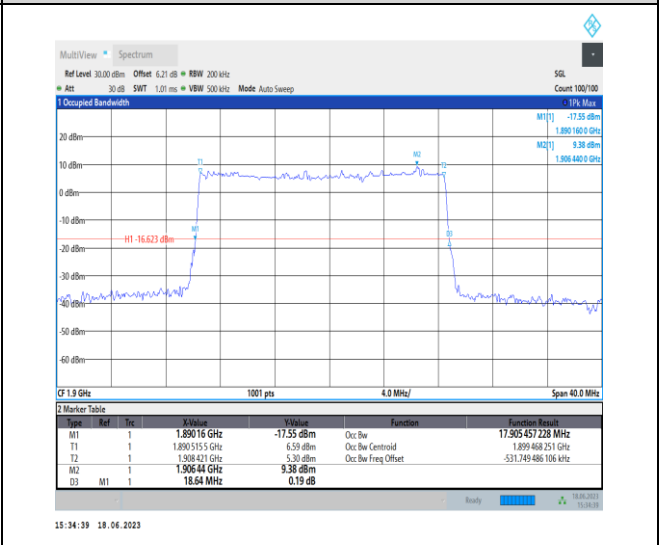 MultiView Spectrum
Ref Level 30.00 dBm Offset 6.21 dB RBW 200 kHz SGL
Att 30 dB SWT 1.01 ms VBW 500 kHz Mode Auto Sweep Count 100/100
1 Occupied Bandwidth 1Pk Max
M1[1] -17.55 dBm
1.890 160 0 GHz
M2[1] 9.38 dBm
1.906 440 0 GHz
20 dBm
M2
T1 T2
10 dBm
0 dBm
-10 dBm
M1 D3
H1 -16.623 dBm
-20 dBm
-30 dBm
-40 dBm
-50 dBm
-60 dBm
CF 1.9 GHz 1001 pts 4.0 MHz/ Span 40.0 MHz
2 Marker Table
Type Ref Trc X-Value Y-Value Function Function Result
M1 1 1.89016 GHz -17.55 dBm Occ Bw 17.905 457 228 MHz
T1 1 1.890 515 5 GHz 6.59 dBm Occ Bw Centroid 1.899 468 251 GHz
T2 1 1.908 421 GHz 5.30 dBm Occ Bw Freq Offset -531.749 486 106 kHz
M2 1 1.90644 GHz 9.38 dBm
D3 M1 1 18.64 MHz 0.19 dB
Ready 18.06.2023
15:34:39
15:34:39 18.06.2023